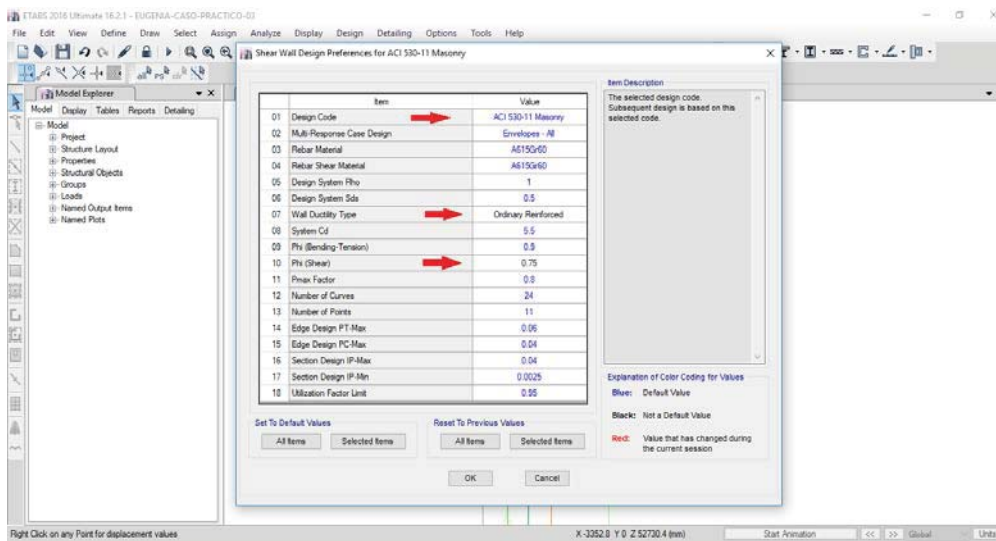 ETABS 2016 Ultimate 16.2.1 - EUGENIA-CASO-PRACTICO-03
File Edit View Define Draw Select Assign Analyze Display Design Detailing Options Tools Help
Shear Wall Design Preferences for ACI 530-11 Masonry
Model Explorer
Model Display Tables Reports Detailing
Model
Project
Structure Layout
Properties
Structural Objects
Groups
Loads
Named Output Items
Named Plots
Item Value
01 Design Code ACI 530-11 Masonry
02 Multi-Response Case Design Envelopes - All
03 Rebar Material A615Gr60
04 Rebar Shear Material A615Gr60
05 Design System Rho 1
06 Design System Sds 0.5
07 Wall Ductility Type Ordinary Reinforced
08 System Cd 5.5
09 Phi (Bending-Tension) 0.9
10 Phi (Shear) 0.75
11 Pmax Factor 0.8
12 Number of Curves 24
13 Number of Points 11
14 Edge Design PT-Max 0.06
15 Edge Design PC-Max 0.04
16 Section Design IP-Max 0.04
17 Section Design IP-Min 0.0025
18 Utilization Factor Limit 0.95
Item Description
The selected design code.
Subsequent design is based on this
selected code.
Explanation of Color Coding for Values
Blue: Default Value
Black: Not a Default Value
Red: Value that has changed during
the current session
Set To Default Values
All Items Selected Items
Reset To Previous Values
All Items Selected Items
OK Cancel
Right Click on any Point for displacement values
X -3352.8 Y 0 Z 52730.4 (mm)
Start Animation << >> Global Units